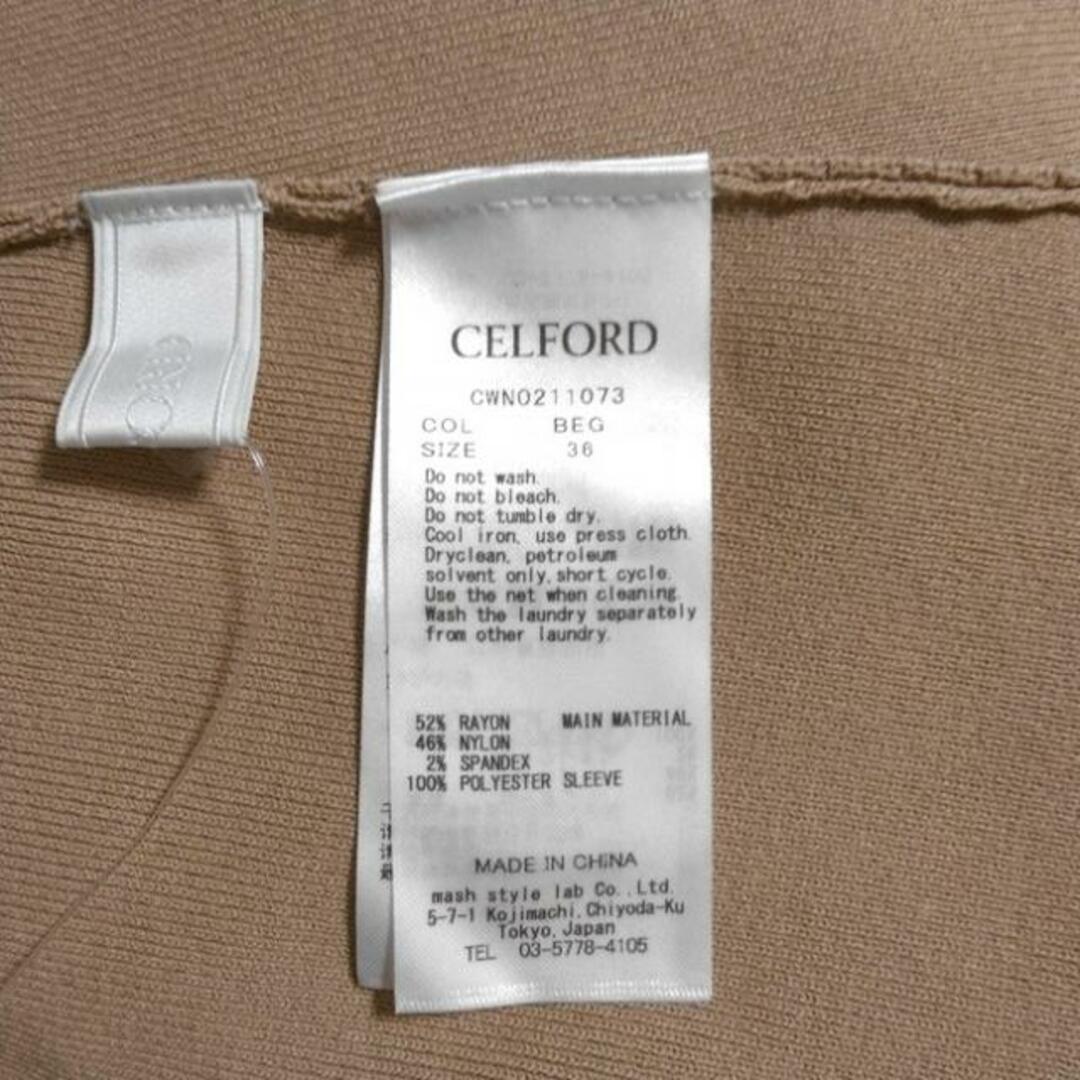 CELFORD
CWNO211073
COL BEG
SIZE 36
Do not wash.
Do not bleach.
Do not tumble dry.
Cool iron, use press cloth.
Dryclean, petroleum
solvent only, short cycle.
Use the net when cleaning.
Wash the laundry separately
from other laundry.
52% RAYON MAIN MATERIAL
46% NYLON
2% SPANDEX
100% POLYESTER SLEEVE
MADE IN CHINA
mash style lab Co.,Ltd.
5-7-1 Kojimachi, Chiyoda-Ku
Tokyo, Japan
TEL 03-5778-4105